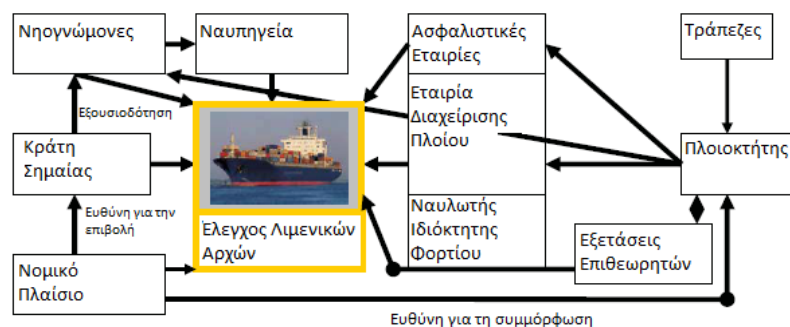 Νηογνώμονες
Ναυπηγεία
Ασφαλιστικές
Εταιρίες
Τράπεζες
Εταιρία
Διαχείρισης
Πλοίου
Εξουσιοδότηση
Κράτη
Σημαίας
Πλοιοκτήτης
Ευθύνη για την
επιβολή
Έλεγχος Λιμενικών
Αρχών
Ναυλωτής
Ιδιόκτητης
Φορτίου
Εξετάσεις
Επιθεωρητών
Νομικό
Πλαίσιο
Ευθύνη για τη συμμόρφωση